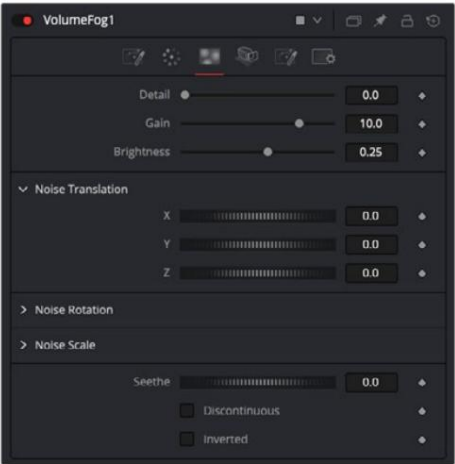 VolumeFog1
Detail 0.0
Gain 10.0
Brightness 0.25
Noise Translation
X 0.0
Y 0.0
Z 0.0
Noise Rotation
Noise Scale
Seethe 0.0
Discontinuous
Inverted